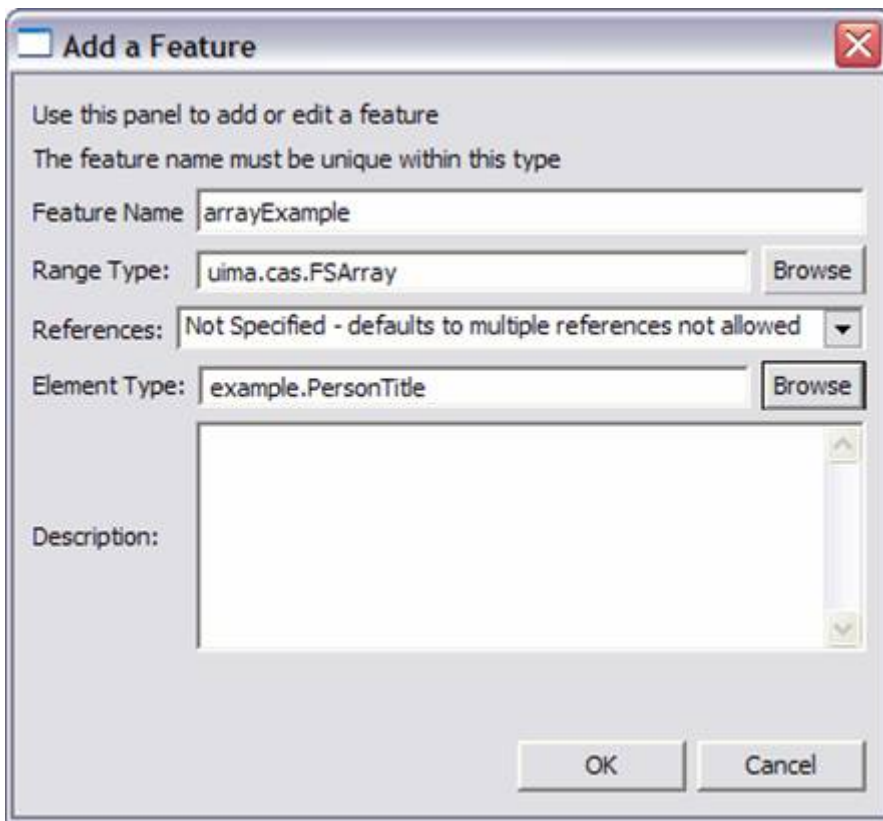 Add a Feature
Use this panel to add or edit a feature
The feature name must be unique within this type
Feature Name arrayExample
Range Type: uima.cas.FSArray Browse
References: Not Specified - defaults to multiple references not allowed
Element Type: example.PersonTitle Browse
Description:
OK Cancel